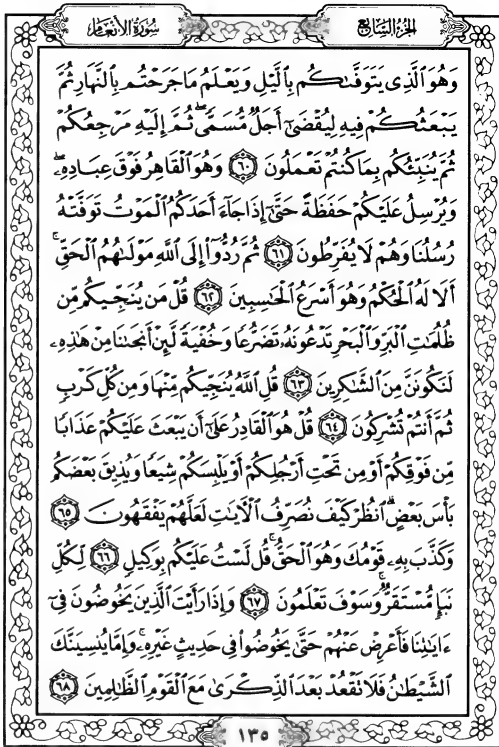 الجزء السابع
سورة الأنعام
وَهُوَ ٱلَّذِى يَتَوَفَّىٰكُم بِٱلَّيْلِ وَيَعْلَمُ مَا جَرَحْتُم بِٱلنَّهَارِ ثُمَّ
يَبْعَثُكُمْ فِيهِ لِيُقْضَىٰٓ أَجَلٌ مُّسَمًّى ۖ ثُمَّ إِلَيْهِ مَرْجِعُكُمْ
ثُمَّ يُنَبِّئُكُم بِمَا كُنتُمْ تَعْمَلُونَ ٦٠ وَهُوَ ٱلْقَاهِرُ فَوْقَ عِبَادِهِۦ ۖ
وَيُرْسِلُ عَلَيْكُمْ حَفَظَةً حَتَّىٰٓ إِذَا جَآءَ أَحَدَكُمُ ٱلْمَوْتُ تَوَفَّتْهُ
رُسُلُنَا وَهُمْ لَا يُفَرِّطُونَ ٦١ ثُمَّ رُدُّوٓا۟ إِلَى ٱللَّهِ مَوْلَىٰهُمُ ٱلْحَقِّ ۚ
أَلَا لَهُ ٱلْحُكْمُ وَهُوَ أَسْرَعُ ٱلْحَـٰسِبِينَ ٦٢ قُلْ مَن يُنَجِّيكُم مِّن
ظُلُمَـٰتِ ٱلْبَرِّ وَٱلْبَحْرِ تَدْعُونَهُۥ تَضَرُّعًا وَخُفْيَةً لَّئِنْ أَنجَىٰنَا مِنْ هَـٰذِهِۦ
لَنَكُونَنَّ مِنَ ٱلشَّـٰكِرِينَ ٦٣ قُلِ ٱللَّهُ يُنَجِّيكُم مِّنْهَا وَمِن كُلِّ كَرْبٍ
ثُمَّ أَنتُمْ تُشْرِكُونَ ٦٤ قُلْ هُوَ ٱلْقَادِرُ عَلَىٰٓ أَن يَبْعَثَ عَلَيْكُمْ عَذَابًا
مِّن فَوْقِكُمْ أَوْ مِن تَحْتِ أَرْجُلِكُمْ أَوْ يَلْبِسَكُمْ شِيَعًا وَيُذِيقَ بَعْضَكُم
بَأْسَ بَعْضٍ ۗ ٱنظُرْ كَيْفَ نُصَرِّفُ ٱلْـَٔايَـٰتِ لَعَلَّهُمْ يَفْقَهُونَ ٦٥
وَكَذَّبَ بِهِۦ قَوْمُكَ وَهُوَ ٱلْحَقُّ ۚ قُل لَّسْتُ عَلَيْكُم بِوَكِيلٍ ٦٦ لِّكُلِّ
نَبَإٍ مُّسْتَقَرٌّ ۚ وَسَوْفَ تَعْلَمُونَ ٦٧ وَإِذَا رَأَيْتَ ٱلَّذِينَ يَخُوضُونَ فِىٓ
ءَايَـٰتِنَا فَأَعْرِضْ عَنْهُمْ حَتَّىٰ يَخُوضُوا۟ فِى حَدِيثٍ غَيْرِهِۦ ۚ وَإِمَّا يُنسِيَنَّكَ
ٱلشَّيْطَـٰنُ فَلَا تَقْعُدْ بَعْدَ ٱلذِّكْرَىٰ مَعَ ٱلْقَوْمِ ٱلظَّـٰلِمِينَ ٦٨
١٣٥